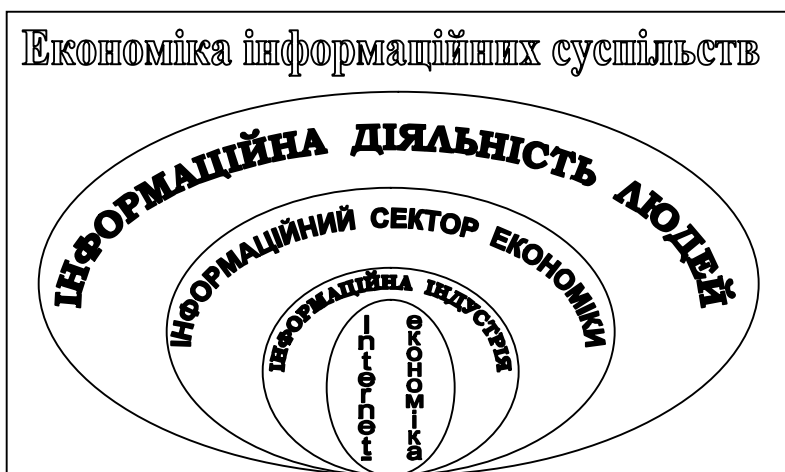 Економіка інформаційних суспільств
ІНФОРМАЦІЙНА ДІЯЛЬНІСТЬ ЛЮДЕЙ
ІНФОРМАЦІЙНИЙ СЕКТОР ЕКОНОМІКИ
ІНФОРМАЦІЙНА ІНДУСТРІЯ
Internet-
економіка